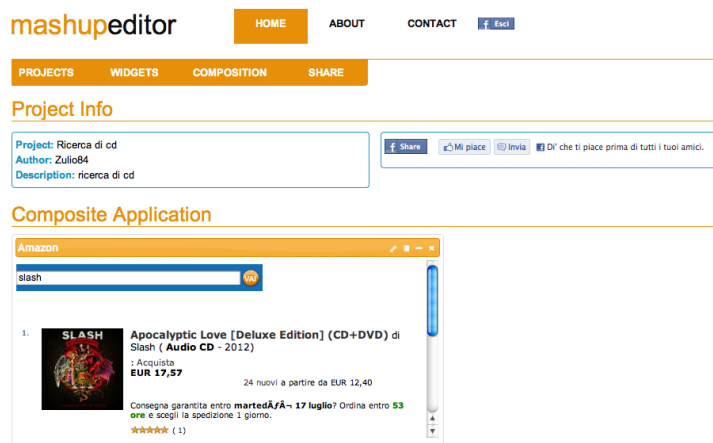 mashupeditor
HOME ABOUT CONTACT Esci
PROJECTS WIDGETS COMPOSITION SHARE
Project Info
Project: Ricerca di cd
Author: Zulio84
Description: ricerca di cd
Share Mi piace Invia Di' che ti piace prima di tutti i tuoi amici.
Composite Application
Amazon
slash
VAI
1.
SLASH
Apocalyptic Love [Deluxe Edition] (CD+DVD) di
Slash ( Audio CD - 2012)
: Acquista
EUR 17,57
24 nuovi a partire da EUR 12,40
Consegna garantita entro martedÃƒÂ¬ 17 luglio? Ordina entro 53
ore e scegli la spedizione 1 giorno.
( 1)